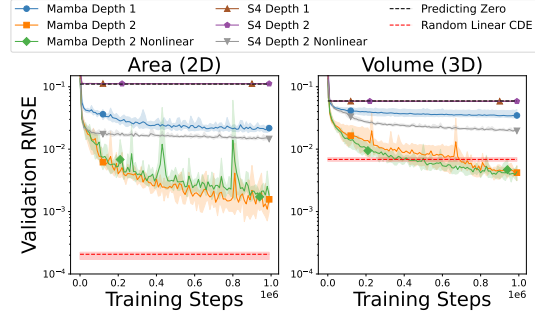 Mamba Depth 1 S4 Depth 1 Predicting Zero
Mamba Depth 2 S4 Depth 2 Random Linear CDE
Mamba Depth 2 Nonlinear S4 Depth 2 Nonlinear
Area (2D) Volume (3D)
Validation RMSE
10⁻¹ 10⁻¹
10⁻² 10⁻²
10⁻³ 10⁻³
10⁻⁴ 10⁻⁴
0.0 0.2 0.4 0.6 0.8 1.0 0.0 0.2 0.4 0.6 0.8 1.0
Training Steps 1e6 Training Steps 1e6